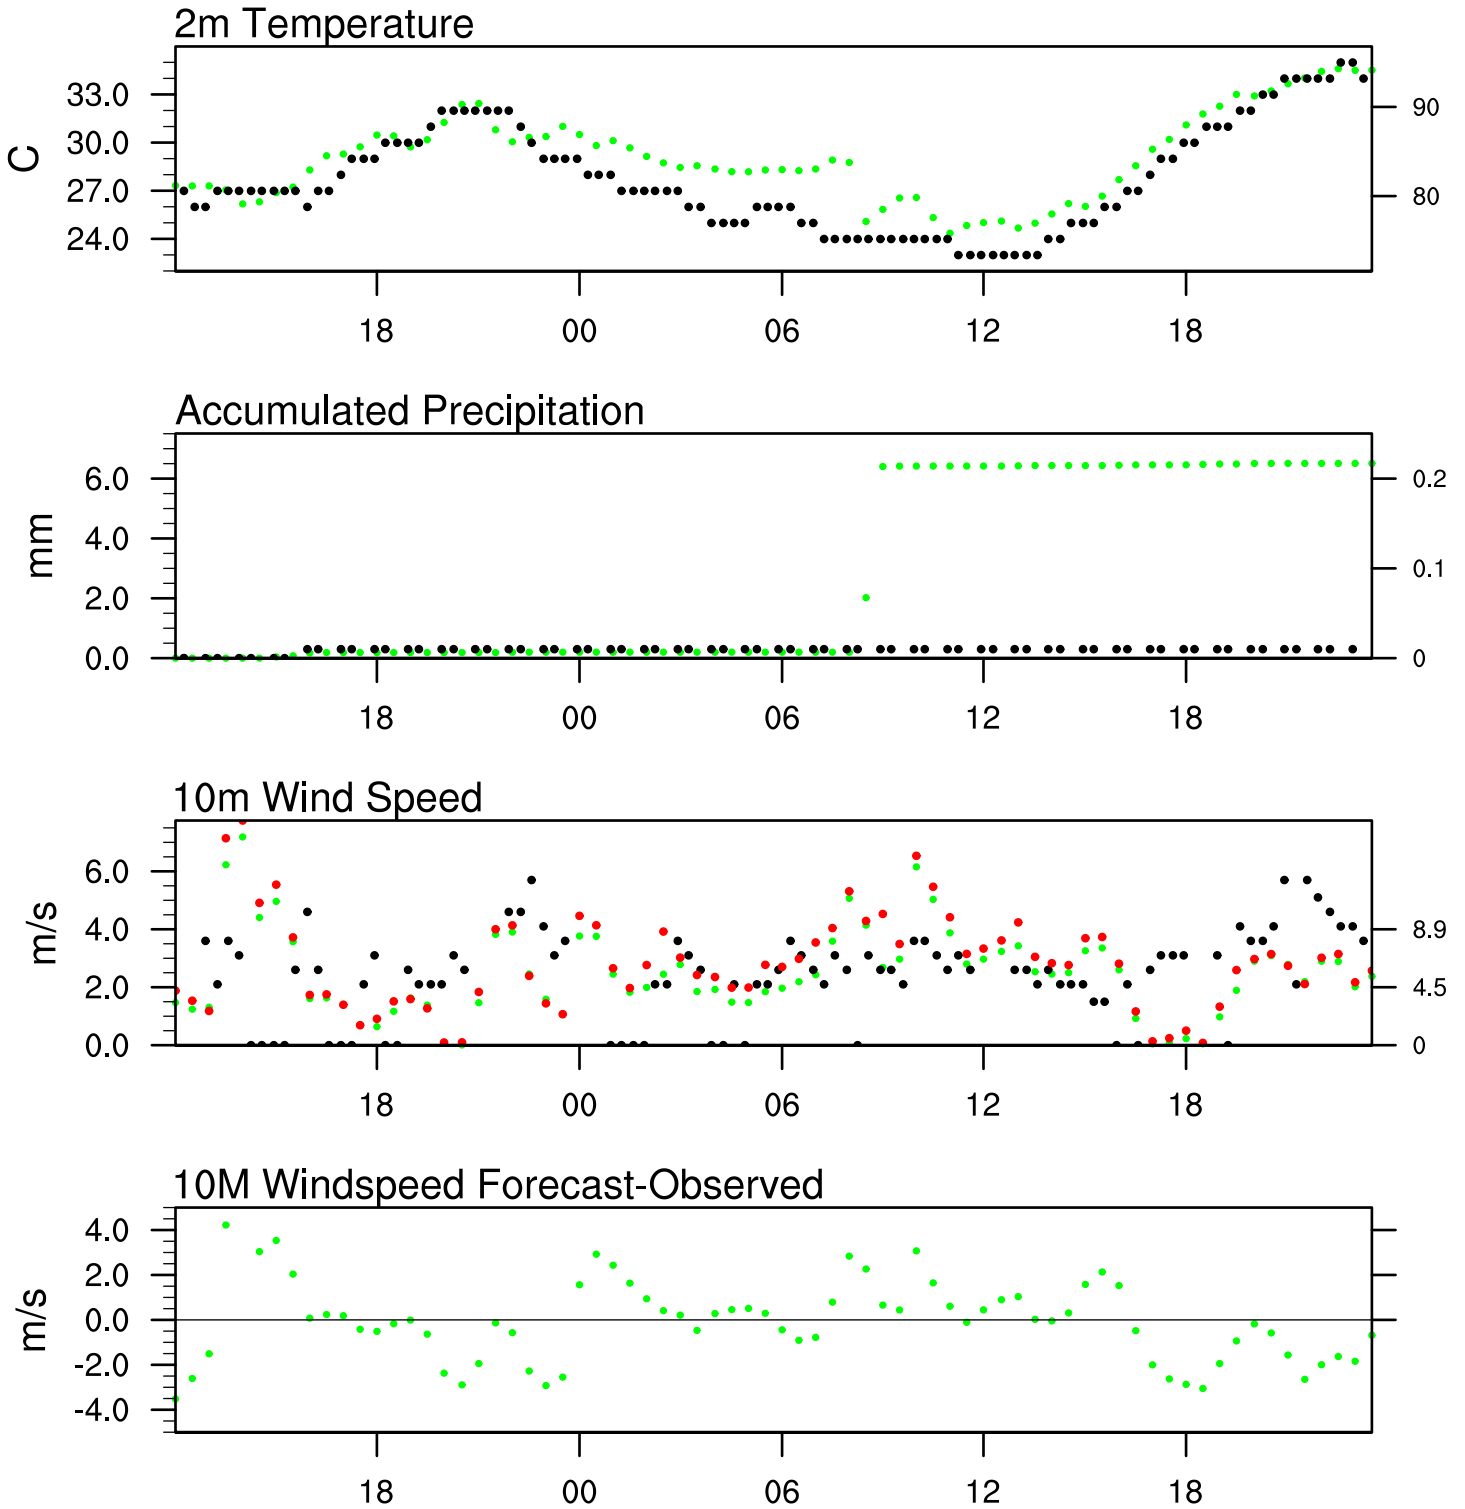 2m Temperature
33.0
30.0
27.0
24.0
C
90
80
18 00 06 12 18
Accumulated Precipitation
6.0
4.0
2.0
0.0
mm
0.2
0.1
0
18 00 06 12 18
10m Wind Speed
6.0
4.0
2.0
0.0
m/s
8.9
4.5
0
18 00 06 12 18
10M Windspeed Forecast-Observed
4.0
2.0
0.0
-2.0
-4.0
m/s
18 00 06 12 18